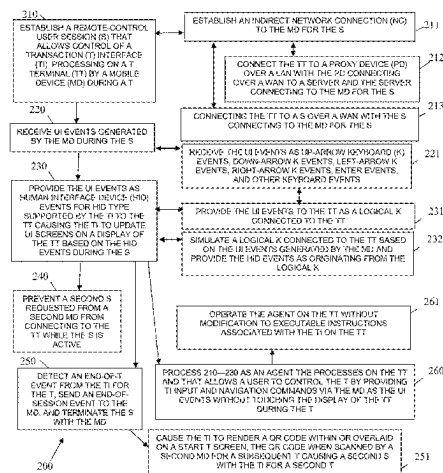 210
ESTABLISH A REMOTE-CONTROL
USER SESSION (S) THAT
ALLOWS CONTROL OF A
TRANSACTION (T) INTERFACE
(TI) PROCESSING ON A T
TERMINAL (TT) BY A MOBILE
DEVICE (MD) DURING A T
220
RECEIVE UI EVENTS GENERATED
BY THE MD DURING THE S
230
PROVIDE THE UI EVENTS AS
HUMAN INTERFACE DEVICE (HID)
EVENTS FOR HID TYPE
SUPPORTED BY THE TI TO THE
TT CAUSING THE TI TO UPDATE
UI SCREENS ON A DISPLAY OF
THE TT BASED ON THE HID
EVENTS DURING THE S
240
PREVENT A SECOND S
REQUESTED FROM A
SECOND MD FROM
CONNECTING TO THE
TT WHILE THE S IS
ACTIVE
250
DETECT AN END-OF-T
EVENT FROM THE TI FOR
THE T, SEND AN END-OF-
SESSION EVENT TO THE
MD, AND TERMINATE THE
S WITH THE MD
200
ESTABLISH AN INDIRECT NETWORK CONNECTION (NC)
TO THE MD FOR THE S
211
CONNECT THE TT TO A PROXY DEVICE (PD)
OVER A LAN WITH THE PD CONNECTING
OVER A WAN TO A SERVER AND THE SERVER
CONNECTING TO THE MD FOR THE S
212
CONNECTING THE TT TO A S OVER A WAN WITH THE S
CONNECTING TO THE MD FOR THE S
213
RECEIVE THE UI EVENTS AS UP-ARROW KEYBOARD (K)
EVENTS, DOWN-ARROW K EVENTS, LEFT-ARROW K
EVENTS, RIGHT-ARROW K EVENTS, ENTER EVENTS,
AND OTHER KEYBOARD EVENTS
221
PROVIDE THE UI EVENTS TO THE TT AS A LOGICAL K
CONNECTED TO THE TT
231
SIMULATE A LOGICAL K CONNECTED TO THE TT BASED
ON THE UI EVENTS GENERATED BY THE MD AND
PROVIDE THE HID EVENTS AS ORIGINATING FROM THE
LOGICAL K
232
OPERATE THE AGENT ON THE TT WITHOUT
MODIFICATION TO EXECUTABLE INSTRUCTIONS
ASSOCIATED WITH THE TI ON THE TT
261
PROCESS 210—230 AS AN AGENT THE PROCESSES ON THE TT
AND THAT ALLOWS A USER TO CONTROL THE T BY PROVIDING
TI INPUT AND NAVIGATION COMMANDS VIA THE MD AS THE UI
EVENTS WITHOUT TOUCHING THE DISPLAY OF THE TT
DURING THE T
260
CAUSE THE TI TO RENDER A QR CODE WITHIN OR OVERLAID
ON A START T SCREEN, THE QR CODE WHEN SCANNED BY A
SECOND MD FOR A SUBSEQUENT T CAUSING A SECOND S
WITH THE TI FOR A SECOND T
251